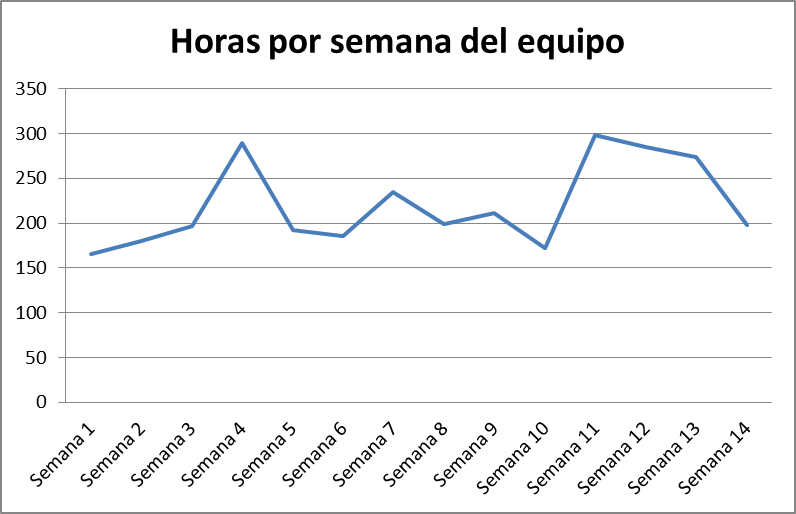 Horas por semana del equipo
350
300
250
200
150
100
50
0
Semana 1
Semana 2
Semana 3
Semana 4
Semana 5
Semana 6
Semana 7
Semana 8
Semana 9
Semana 10
Semana 11
Semana 12
Semana 13
Semana 14